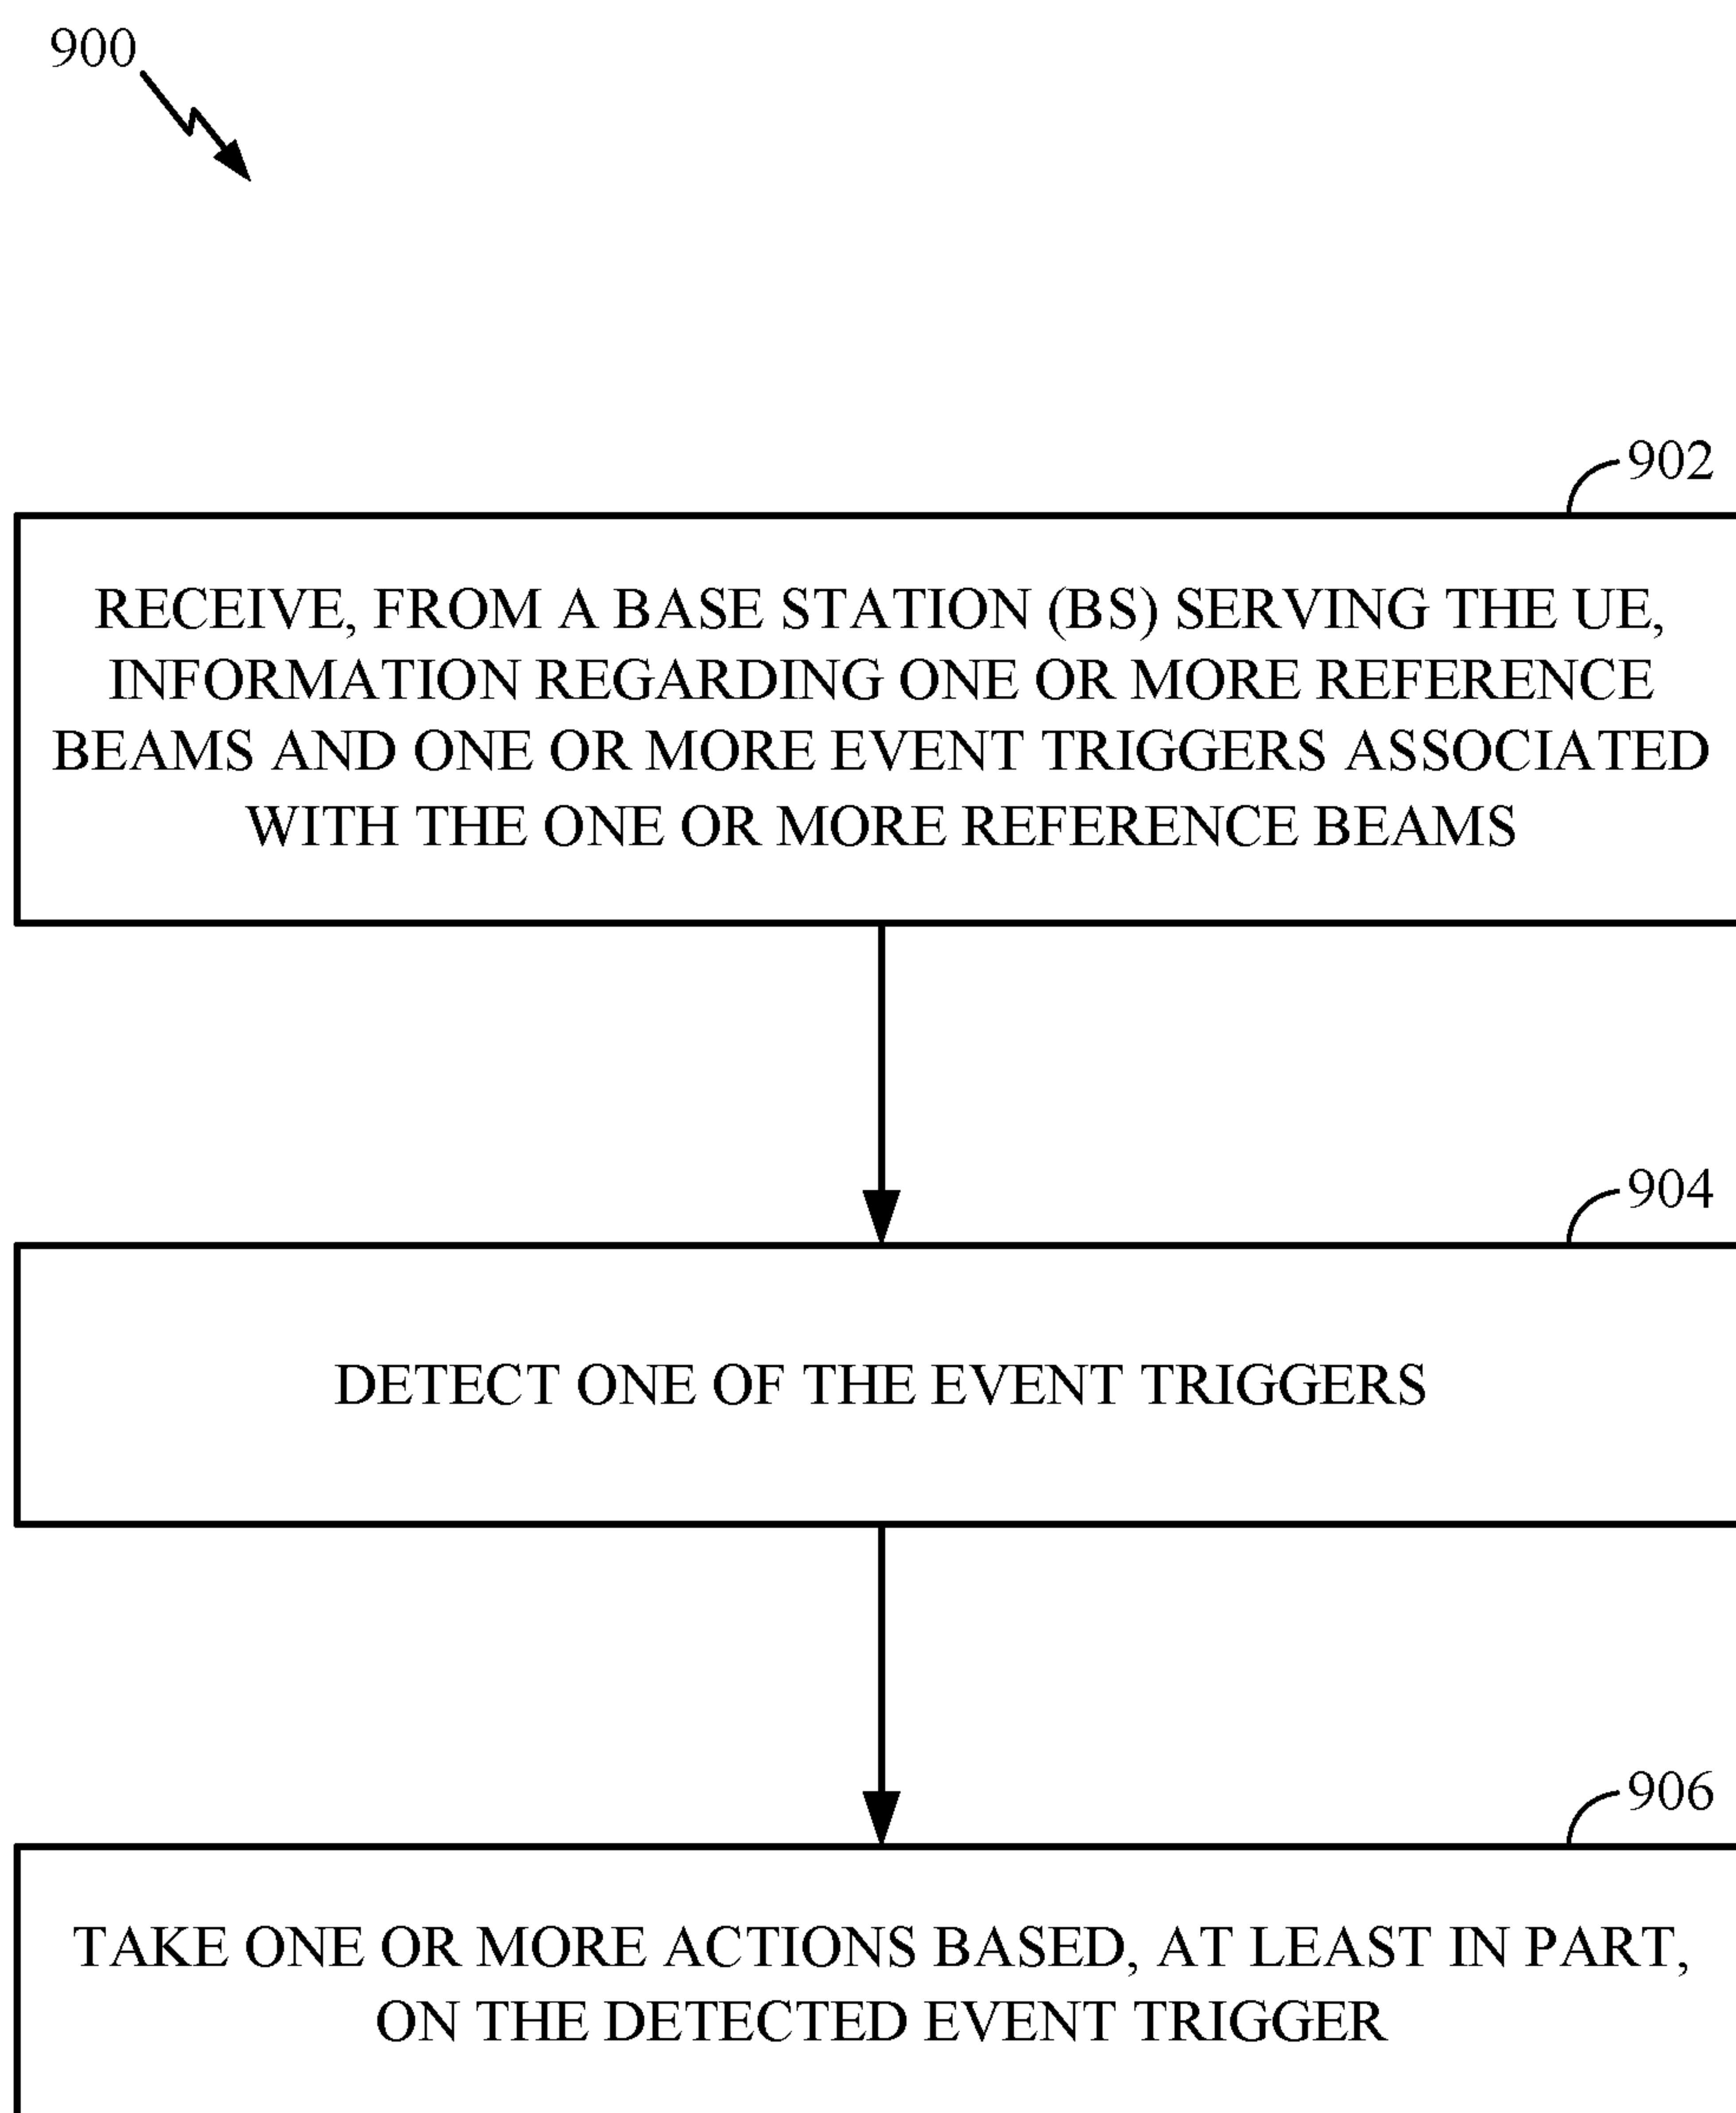 900
902
RECEIVE, FROM A BASE STATION (BS) SERVING THE UE,
INFORMATION REGARDING ONE OR MORE REFERENCE
BEAMS AND ONE OR MORE EVENT TRIGGERS ASSOCIATED
WITH THE ONE OR MORE REFERENCE BEAMS
904
DETECT ONE OF THE EVENT TRIGGERS
906
TAKE ONE OR MORE ACTIONS BASED, AT LEAST IN PART,
ON THE DETECTED EVENT TRIGGER